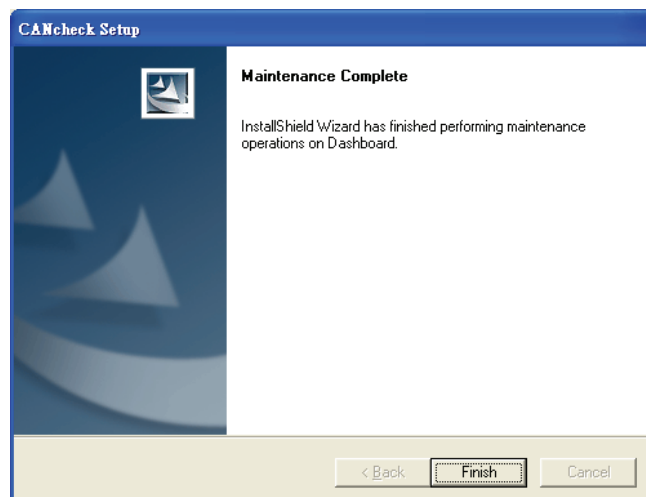 CANcheck Setup
Maintenance Complete
InstallShield Wizard has finished performing maintenance
operations on Dashboard.
< Back
Finish
Cancel